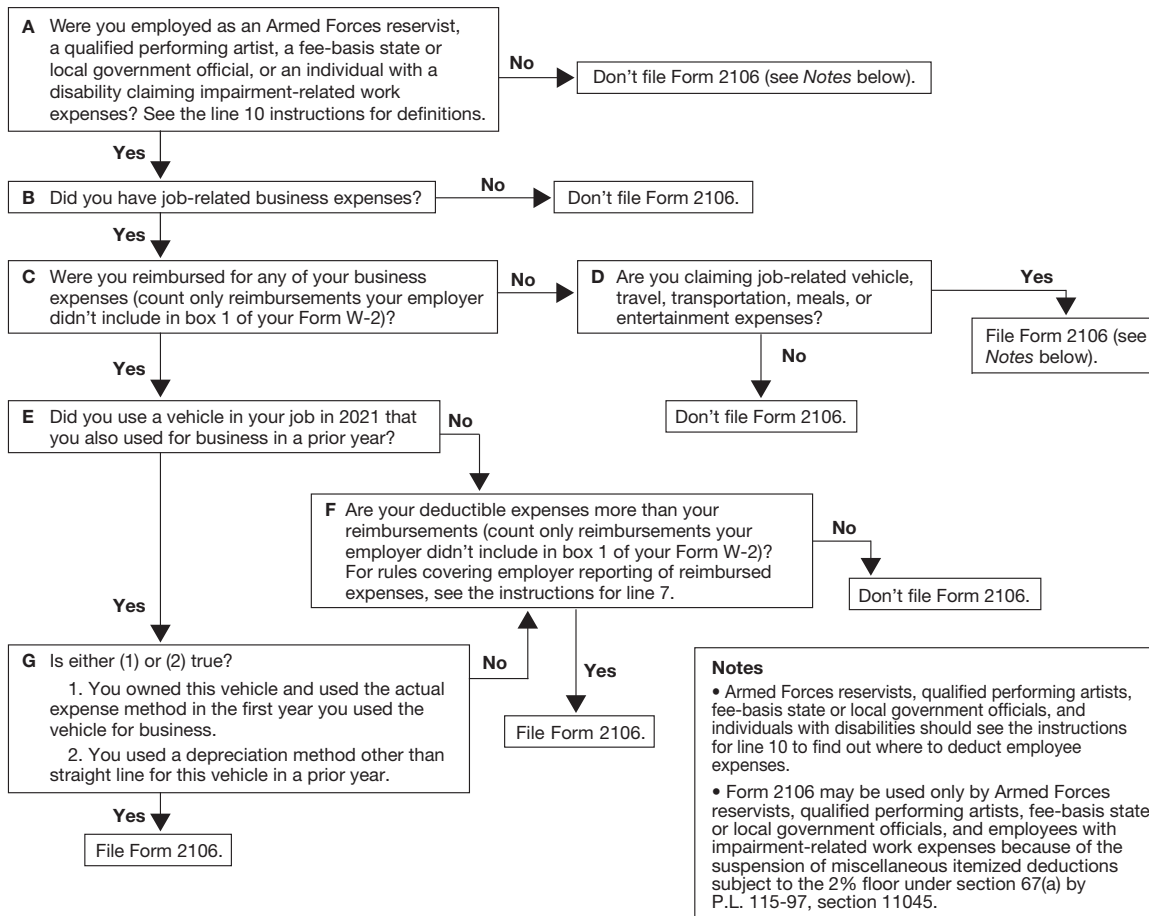 A Were you employed as an Armed Forces reservist,
a qualified performing artist, a fee-basis state or
local government official, or an individual with a
disability claiming impairment-related work
expenses? See the line 10 instructions for definitions.
No
Don’t file Form 2106 (see Notes below).
Yes
B Did you have job-related business expenses?
No
Don’t file Form 2106.
Yes
C Were you reimbursed for any of your business
expenses (count only reimbursements your employer
didn’t include in box 1 of your Form W-2)?
No
D Are you claiming job-related vehicle,
travel, transportation, meals, or
entertainment expenses?
Yes
File Form 2106 (see
Notes below).
No
Don’t file Form 2106.
Yes
E Did you use a vehicle in your job in 2021 that
you also used for business in a prior year?
No
F Are your deductible expenses more than your
reimbursements (count only reimbursements your
employer didn’t include in box 1 of your Form W-2)?
For rules covering employer reporting of reimbursed
expenses, see the instructions for line 7.
No
Don’t file Form 2106.
Yes
G Is either (1) or (2) true?
1. You owned this vehicle and used the actual
expense method in the first year you used the
vehicle for business.
2. You used a depreciation method other than
straight line for this vehicle in a prior year.
No
Yes
File Form 2106.
Yes
File Form 2106.
Notes
• Armed Forces reservists, qualified performing artists,
fee-basis state or local government officials, and
individuals with disabilities should see the instructions
for line 10 to find out where to deduct employee
expenses.
• Form 2106 may be used only by Armed Forces
reservists, qualified performing artists, fee-basis state
or local government officials, and employees with
impairment-related work expenses because of the
suspension of miscellaneous itemized deductions
subject to the 2% floor under section 67(a) by
P.L. 115-97, section 11045.